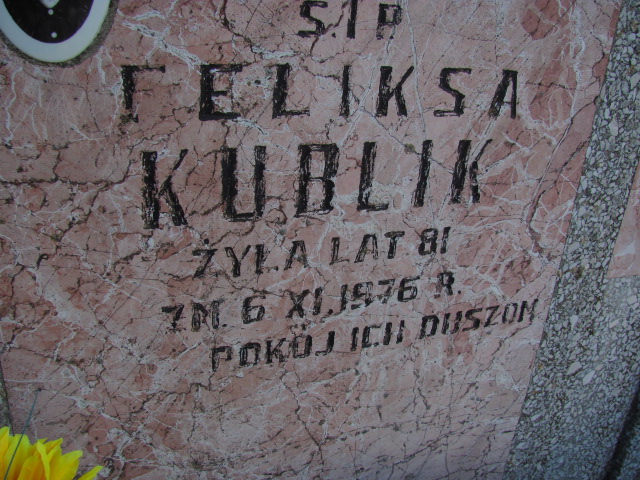 Ś.P
FELIKSA
KUBLIK
ŻYŁA LAT 81
ZM. 6 XI. 1976 R.
POKÓJ ICH DUSZOM